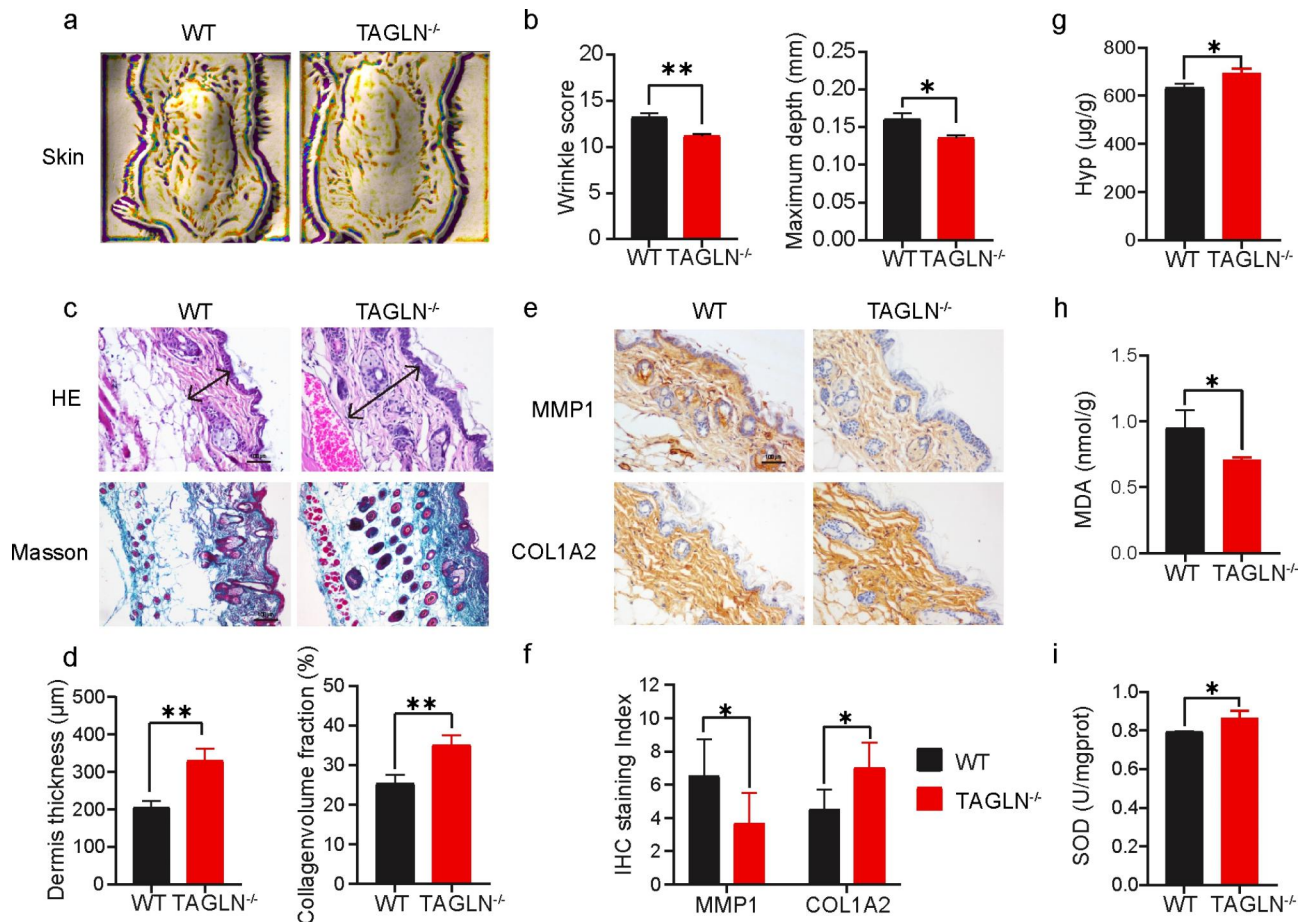 a
WT TAGLN-/-
Skin
b
Wrinkle score
20
15
10
5
0
**
WT TAGLN-/-
Maximum depth (mm)
0.25
0.20
0.15
0.10
0.05
0.00
*
WT TAGLN-/-
g
Hyp (μg/g)
800
600
400
200
0
*
WT TAGLN-/-
c
WT TAGLN-/-
HE
Masson
e
WT TAGLN-/-
MMP1
COL1A2
h
MDA (nmol/g)
1.5
1.0
0.5
0.0
*
WT TAGLN-/-
d
Dermis thickness (μm)
500
400
300
200
100
0
**
WT TAGLN-/-
Collagenvolume fraction (%)
50
40
30
20
10
0
**
WT TAGLN-/-
f
IHC staining Index
12
10
8
6
4
2
0
* *
MMP1 COL1A2
WT
TAGLN-/-
i
SOD (U/mgprot)
1.0
0.8
0.6
0.4
0.2
0.0
*
WT TAGLN-/-